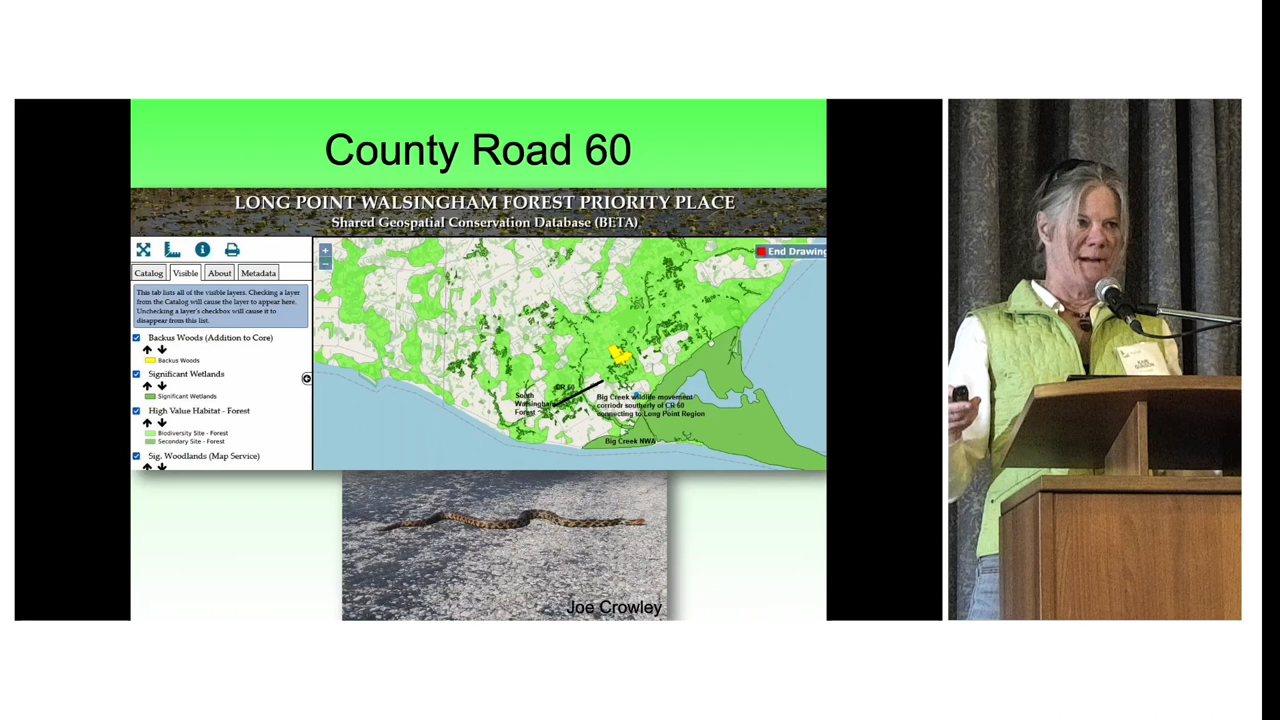 County Road 60
LONG POINT WALSINGHAM FOREST PRIORITY PLACE
Shared Geospatial Conservation Database (BETA)
+
−
End Drawing
Catalog
Visible
About
Metadata
This tab lists all of the visible layers. Checking a layer
from the Catalog will cause the layer to appear here.
Unchecking a layer's checkbox will cause it to
disappear from this list.
Backus Woods (Addition to Core)
Backus Woods
Significant Wetlands
Significant Wetlands
High Value Habitat - Forest
Biodiversity Site - Forest
Secondary Site - Forest
Sig. Woodlands (Map Service)
CR 60
South
Walsingham
Forest
Big Creek wildlife movement
corriodr southerly of CR 60
connecting to Long Point Region
Big Creek NWA
Joe Crowley